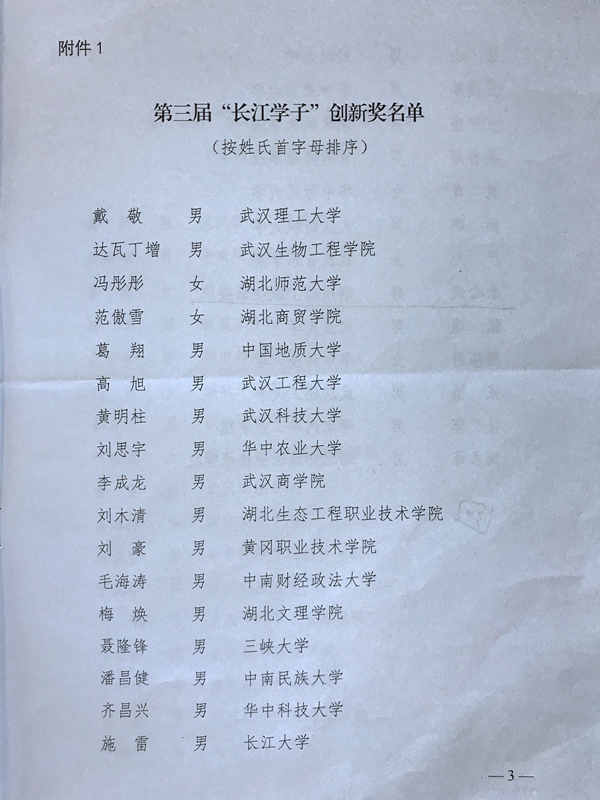 附件1
第三届“长江学子”创新奖名单
（按姓氏首字母排序）
戴 敬 男 武汉理工大学
达瓦丁增 男 武汉生物工程学院
冯彤彤 女 湖北师范大学
范傲雪 女 湖北商贸学院
葛 翔 男 中国地质大学
高 旭 男 武汉工程大学
黄明柱 男 武汉科技大学
刘思宇 男 华中农业大学
李成龙 男 武汉商学院
刘木清 男 湖北生态工程职业技术学院
刘 豪 男 黄冈职业技术学院
毛海涛 男 中南财经政法大学
梅 焕 男 湖北文理学院
聂隆锋 男 三峡大学
潘昌健 男 中南民族大学
齐昌兴 男 华中科技大学
施 雷 男 长江大学
—3—